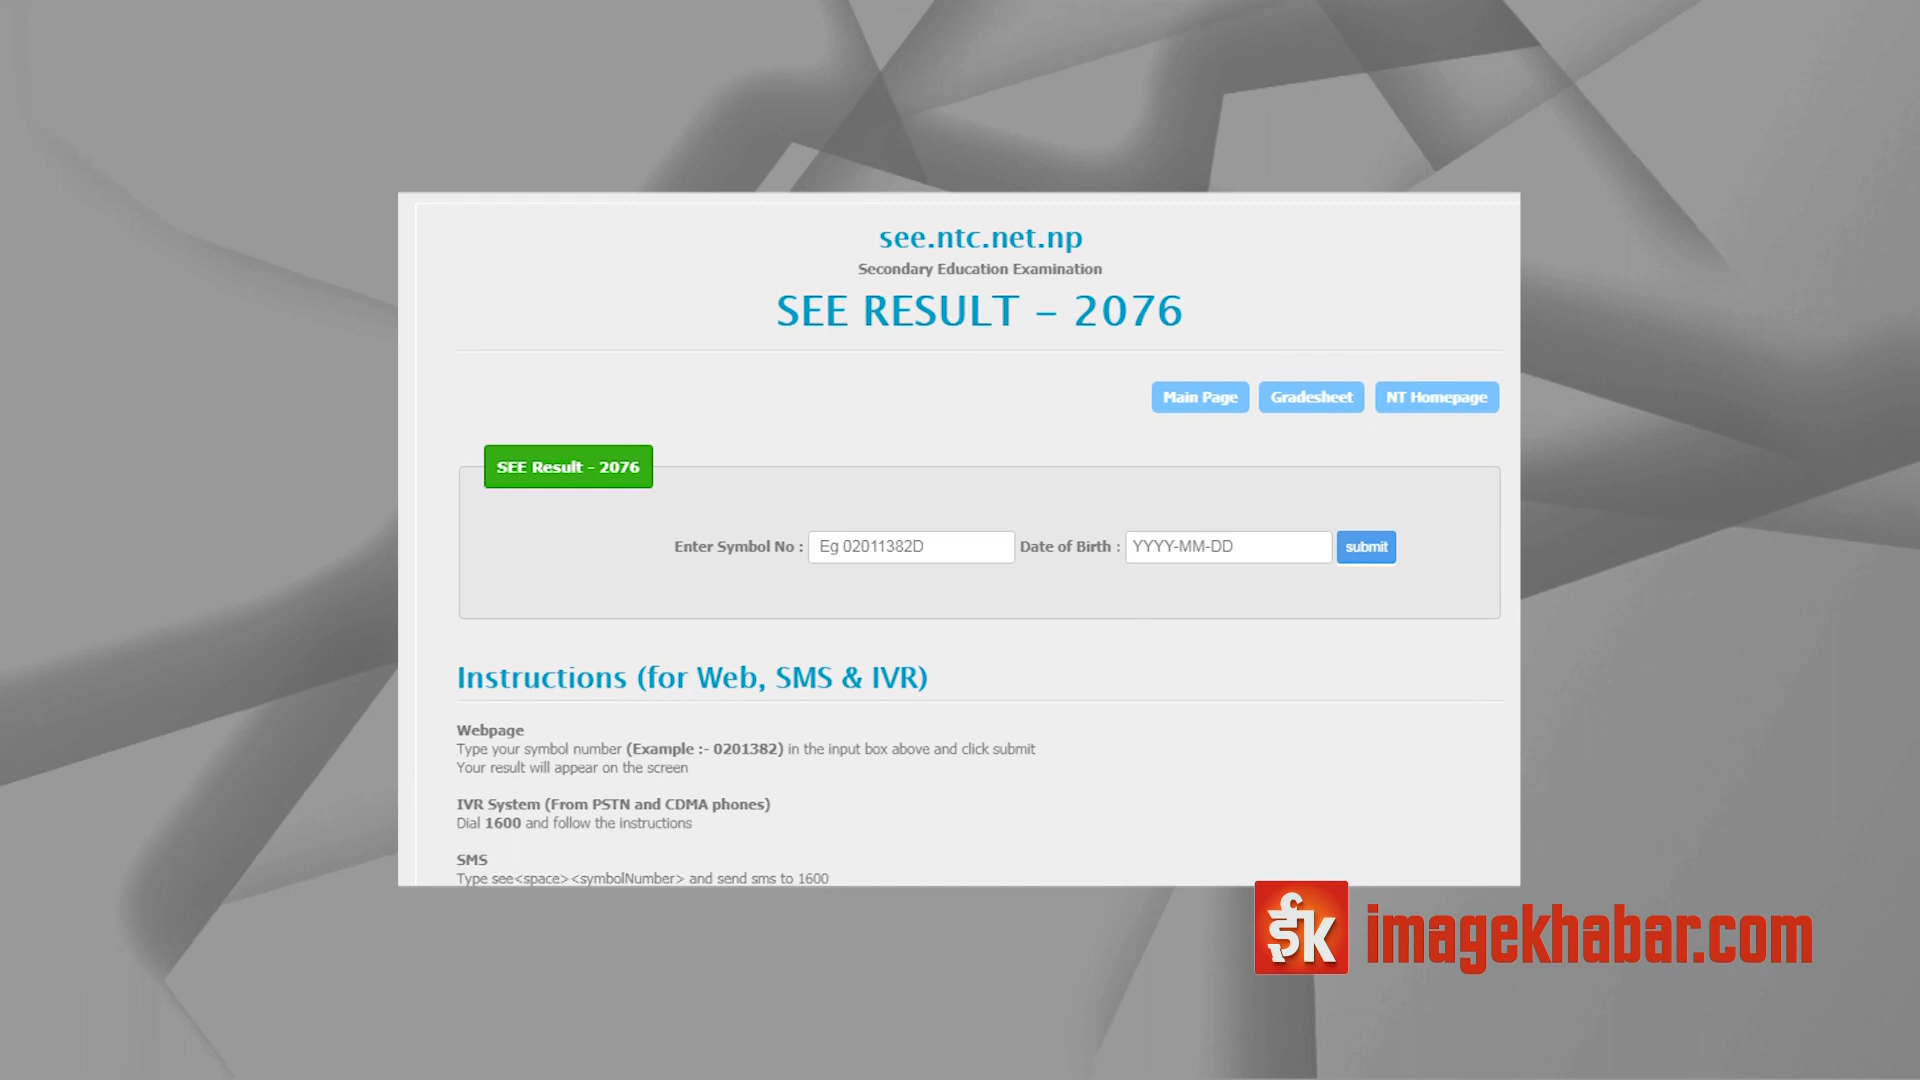 see.ntc.net.np
Secondary Education Examination
SEE RESULT – 2076
Main Page Gradesheet NT Homepage
SEE Result - 2076
Enter Symbol No : Eg 02011382D Date of Birth : YYYY-MM-DD submit
Instructions (for Web, SMS & IVR)
Webpage
Type your symbol number (Example :- 0201382) in the input box above and click submit
Your result will appear on the screen
IVR System (From PSTN and CDMA phones)
Dial 1600 and follow the instructions
SMS
Type see<space><symbolNumber> and send sms to 1600
ईK imagekhabar.com